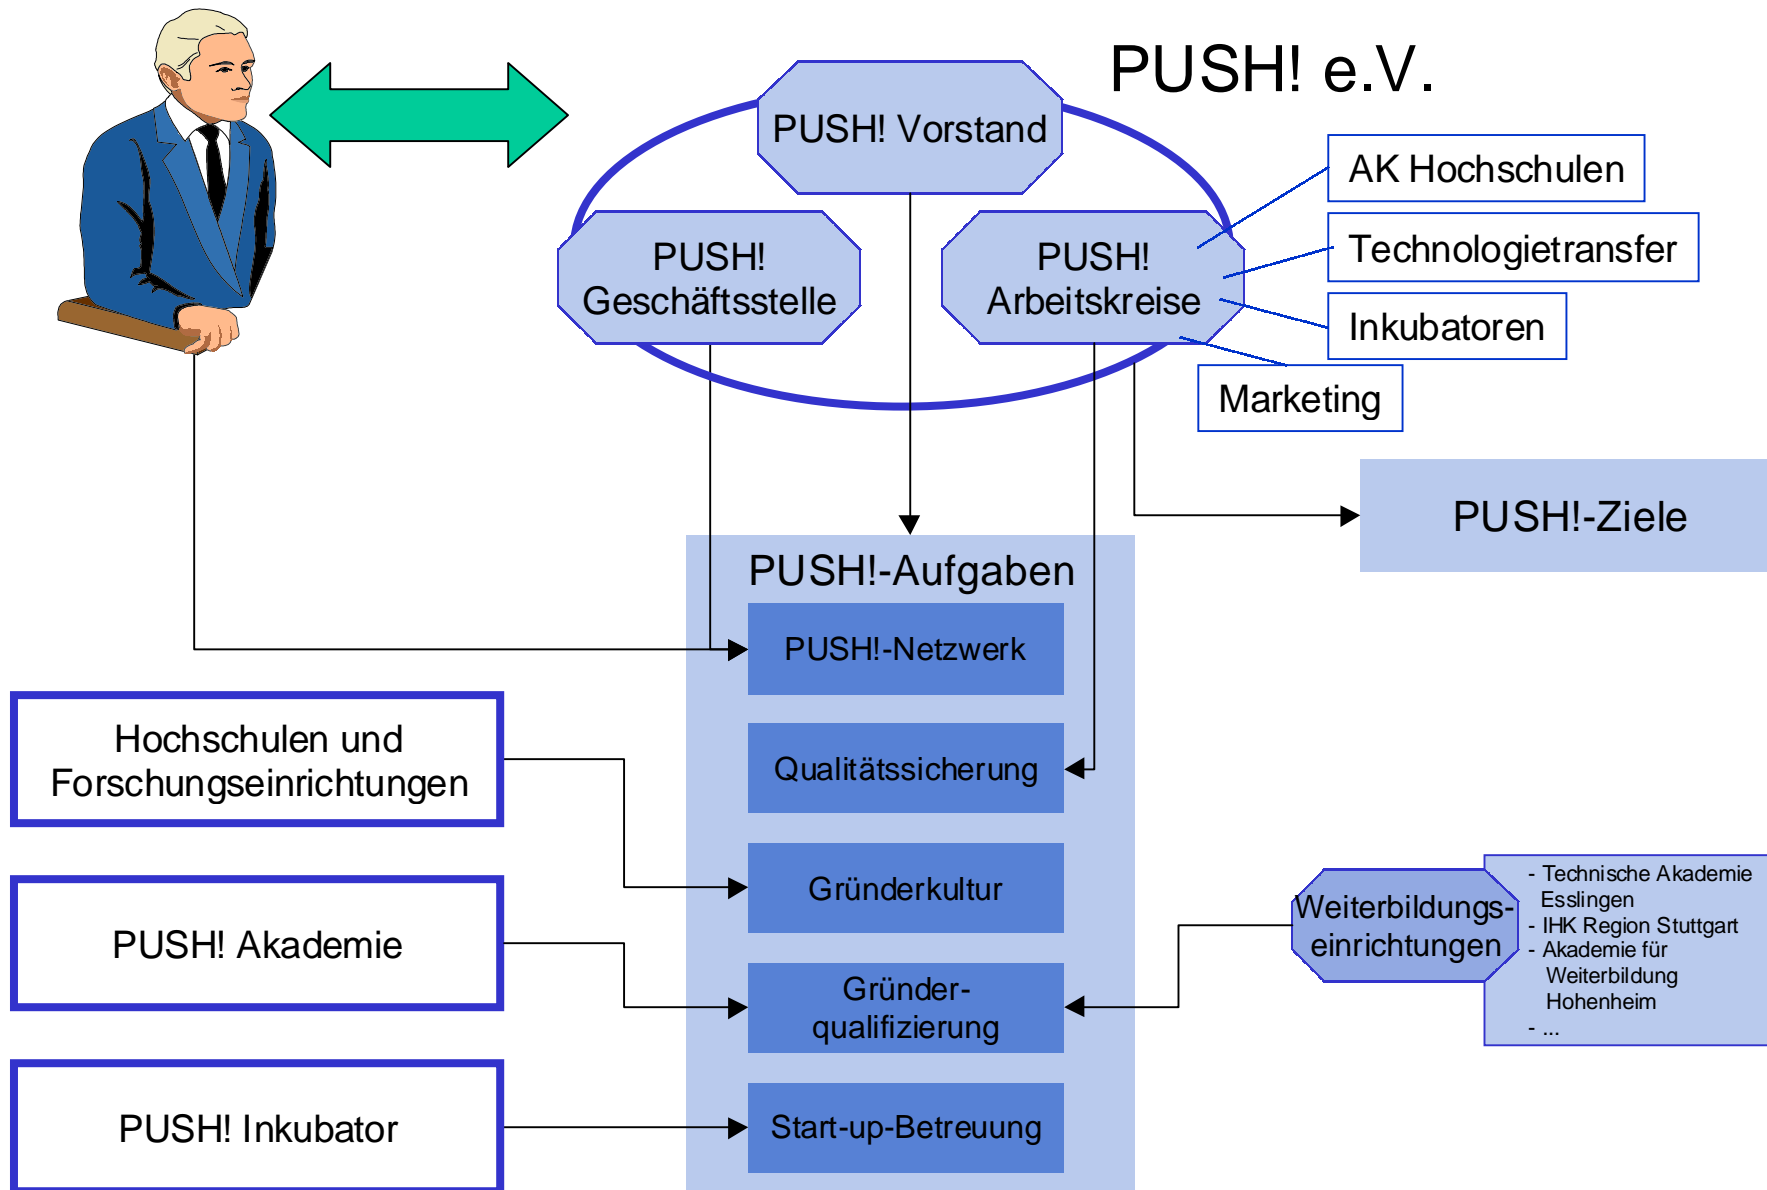 PUSH! e.V.
PUSH! Vorstand
PUSH!
Geschäftsstelle
PUSH!
Arbeitskreise
AK Hochschulen
Technologietransfer
Inkubatoren
Marketing
PUSH!-Ziele
PUSH!-Aufgaben
PUSH!-Netzwerk
Qualitätssicherung
Gründerkultur
Gründer-
qualifizierung
Start-up-Betreuung
Hochschulen und
Forschungseinrichtungen
PUSH! Akademie
PUSH! Inkubator
Weiterbildungs-
einrichtungen
- Technische Akademie
Esslingen
- IHK Region Stuttgart
- Akademie für
Weiterbildung
Hohenheim
- ...